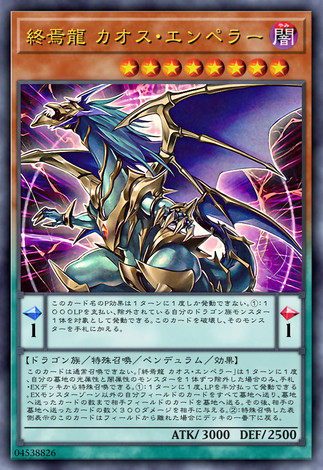 終焉龍 カオス・エンペラー
闇
やみ
このカード名のP効果は1ターンに1度しか発動できない。①:1
000LPを支払い、除外されている自分のドラゴン族モンスター
1体を対象として発動できる。このカードを破壊し、そのモンス
ターを手札に加える。
1
1
【ドラゴン族/特殊召喚/ペンデュラム/効果】
このカードは通常召喚できない。「終焉龍 カオス・エンペラー」は1ターンに1度、
自分の墓地の光属性と闇属性のモンスターを1体ずつ除外した場合のみ、手札・
EXデッキから特殊召喚できる。①:1ターンに1度、LPを半分払って発動できる。
EXモンスターゾーン以外の自分フィールドのカードをすべて墓地へ送り、墓地
へ送ったカードの数まで相手フィールドのカードを墓地へ送る。その後、相手の
墓地へ送ったカードの数×300ダメージを相手に与える。②:特殊召喚した表
側表示のこのカードはフィールドから離れた場合にデッキの一番下に戻る。
ATK/3000 DEF/2500
04538826